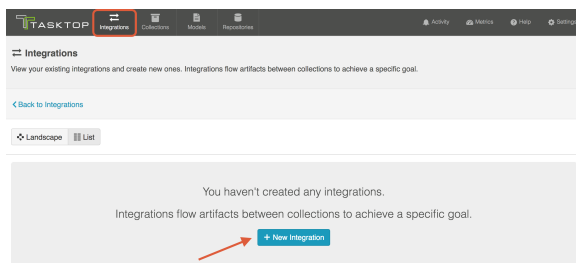 TASKTOP
Integrations
Collections
Models
Repositories
Activity
Metrics
Help
Settings
Integrations
View your existing integrations and create new ones. Integrations flow artifacts between collections to achieve a specific goal.
Back to Integrations
Landscape
List
You haven't created any integrations.
Integrations flow artifacts between collections to achieve a specific goal.
+ New Integration